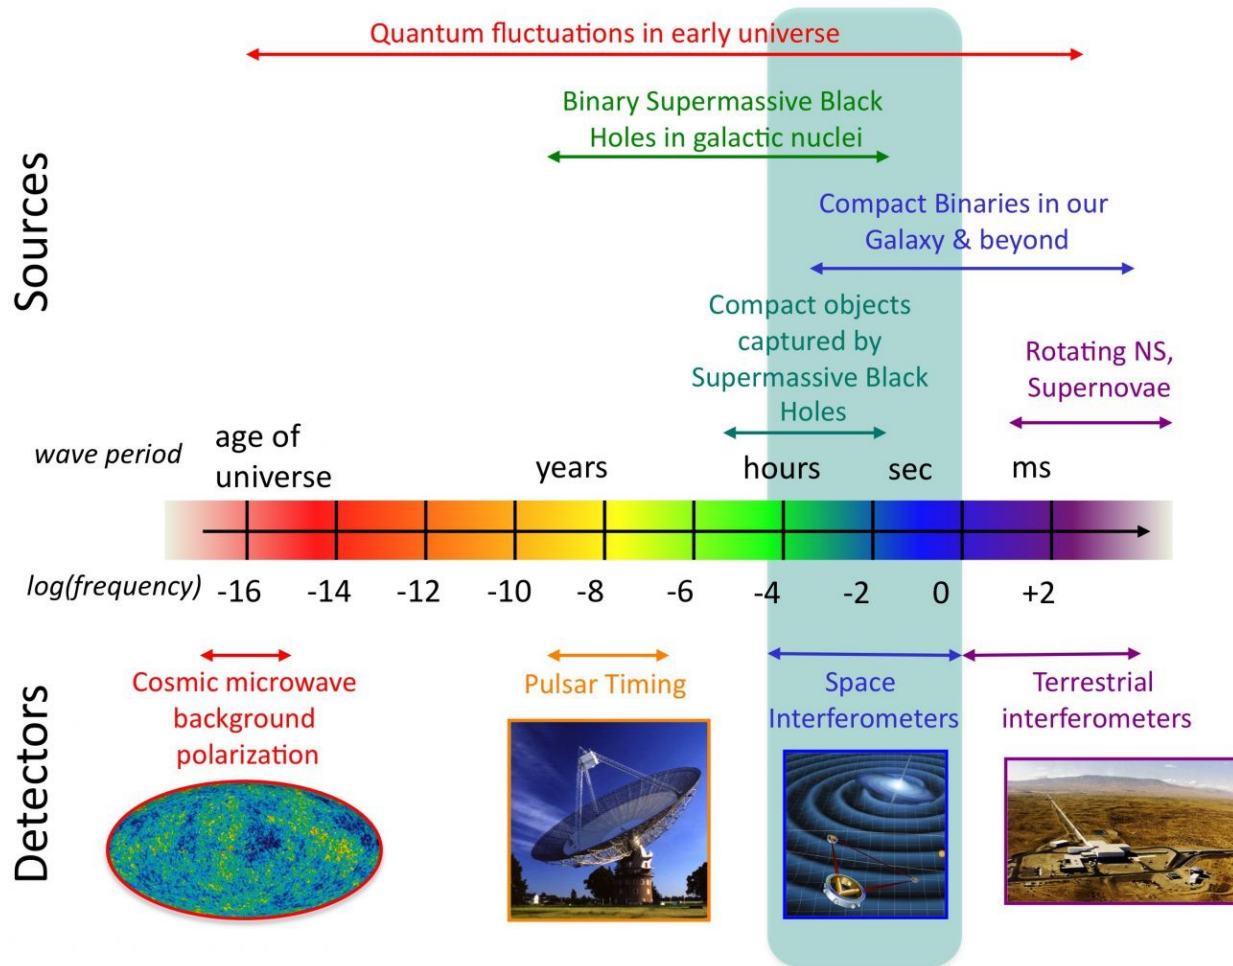 Sources
Quantum fluctuations in early universe
Binary Supermassive Black
Holes in galactic nuclei
Compact Binaries in our
Galaxy & beyond
Compact objects
captured by
Supermassive Black
Holes
Rotating NS,
Supernovae
wave period
age of
universe
years
hours
sec
ms
log(frequency)
-16
-14
-12
-10
-8
-6
-4
-2
0
+2
Detectors
Cosmic microwave
background
polarization
Pulsar Timing
Space
Interferometers
Terrestrial
interferometers